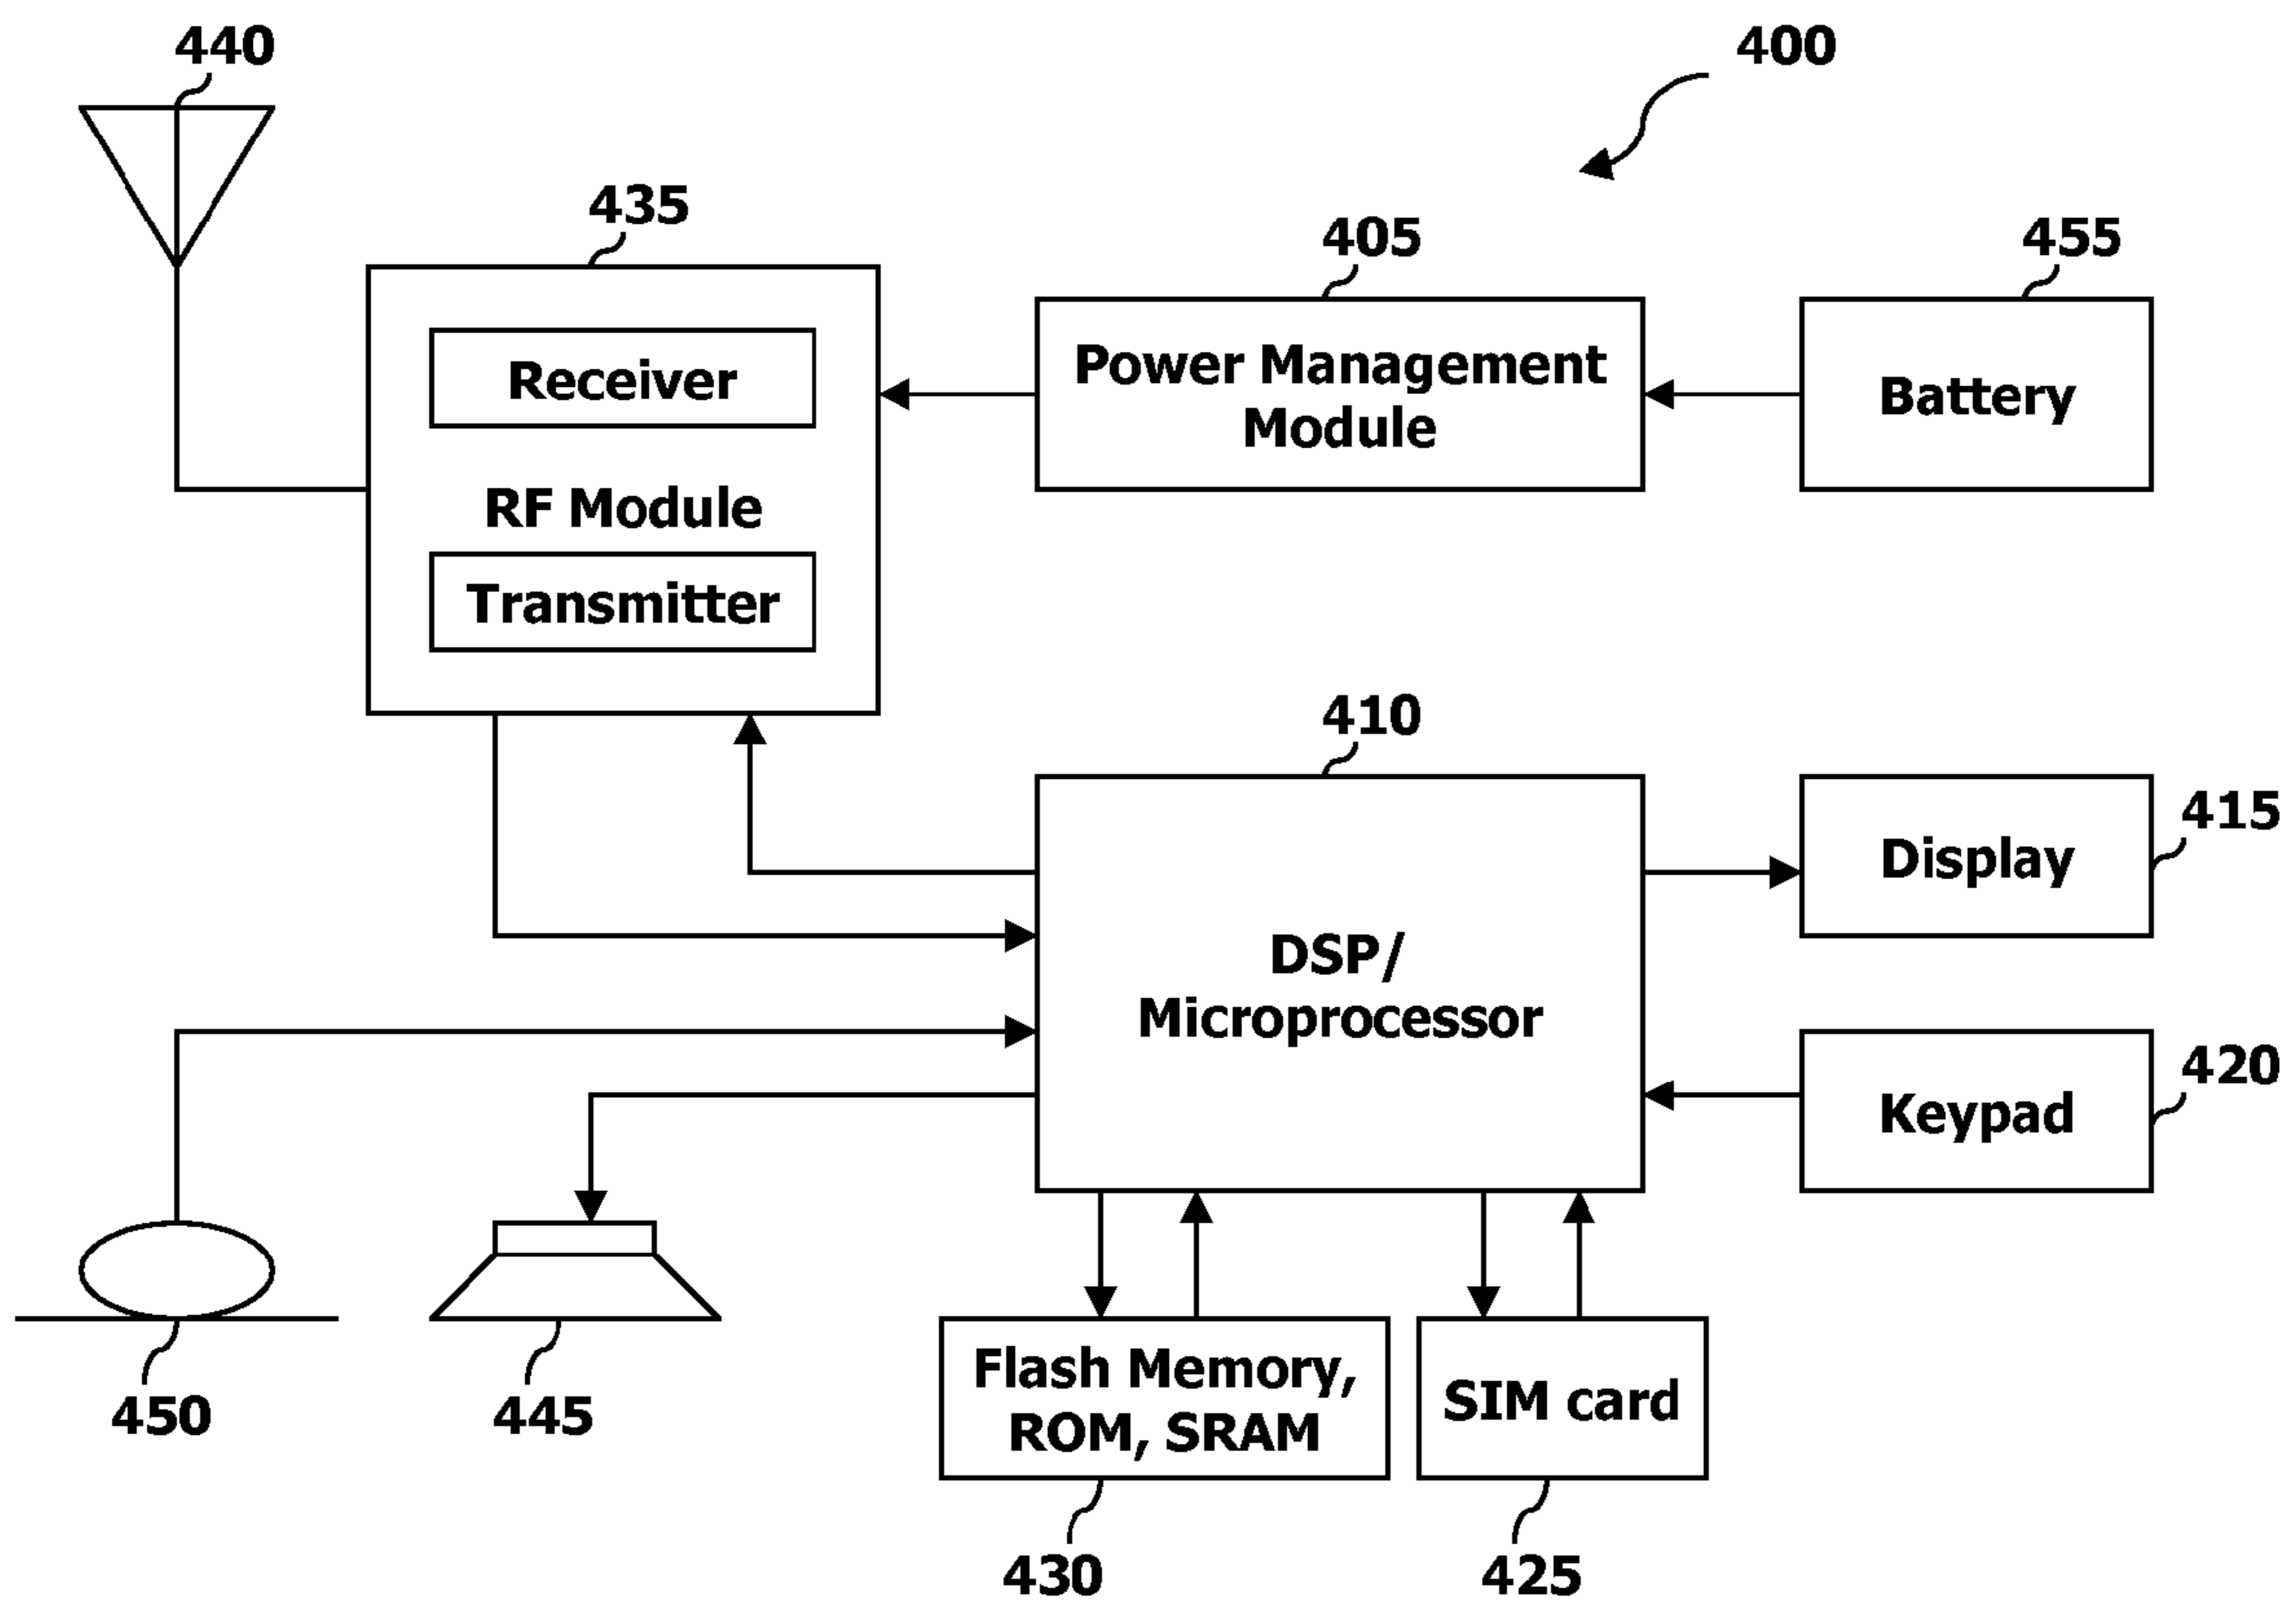 440
400
435
405
455
Receiver
Power Management
Module
Battery
RF Module
Transmitter
410
415
Display
DSP/
Microprocessor
420
Keypad
450
445
Flash Memory,
ROM, SRAM
SIM card
430
425